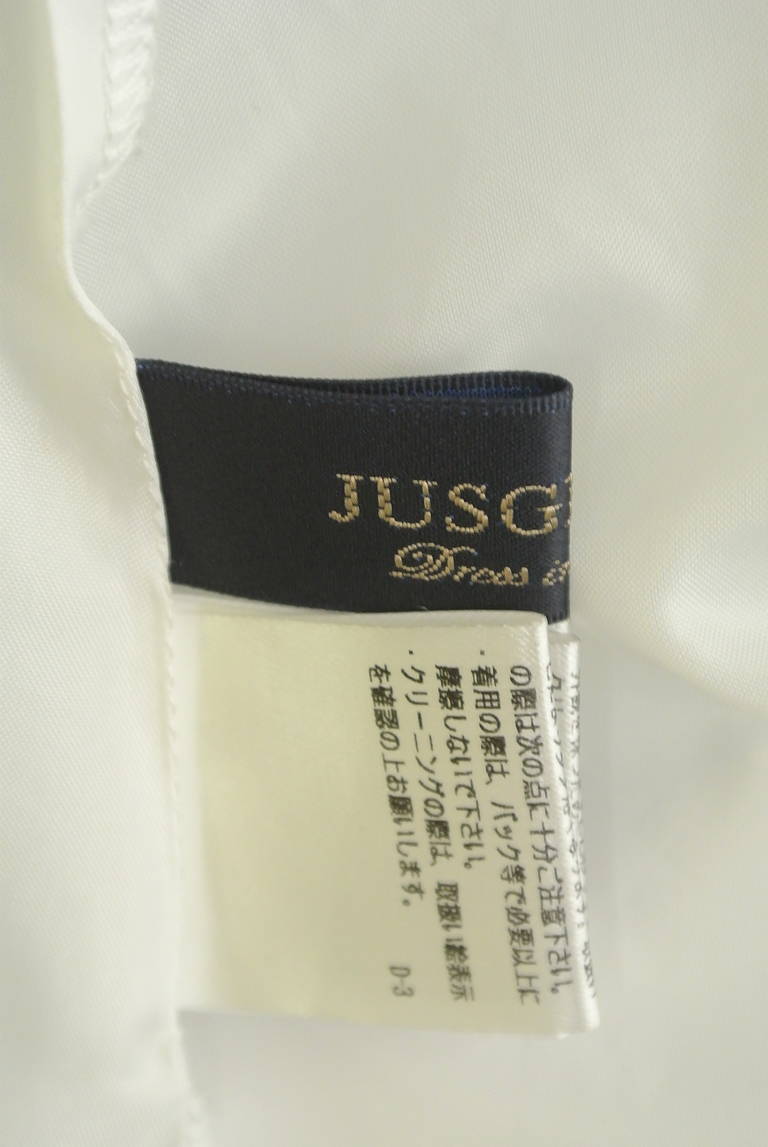 JUSG
Dress in
の際は次の点に十分ご注意下さい。
・着用の際は、バック等で必要以上に
摩擦しないで下さい。
・クリーニングの際は、取扱い絵表示
を確認の上お願いします。
D-3